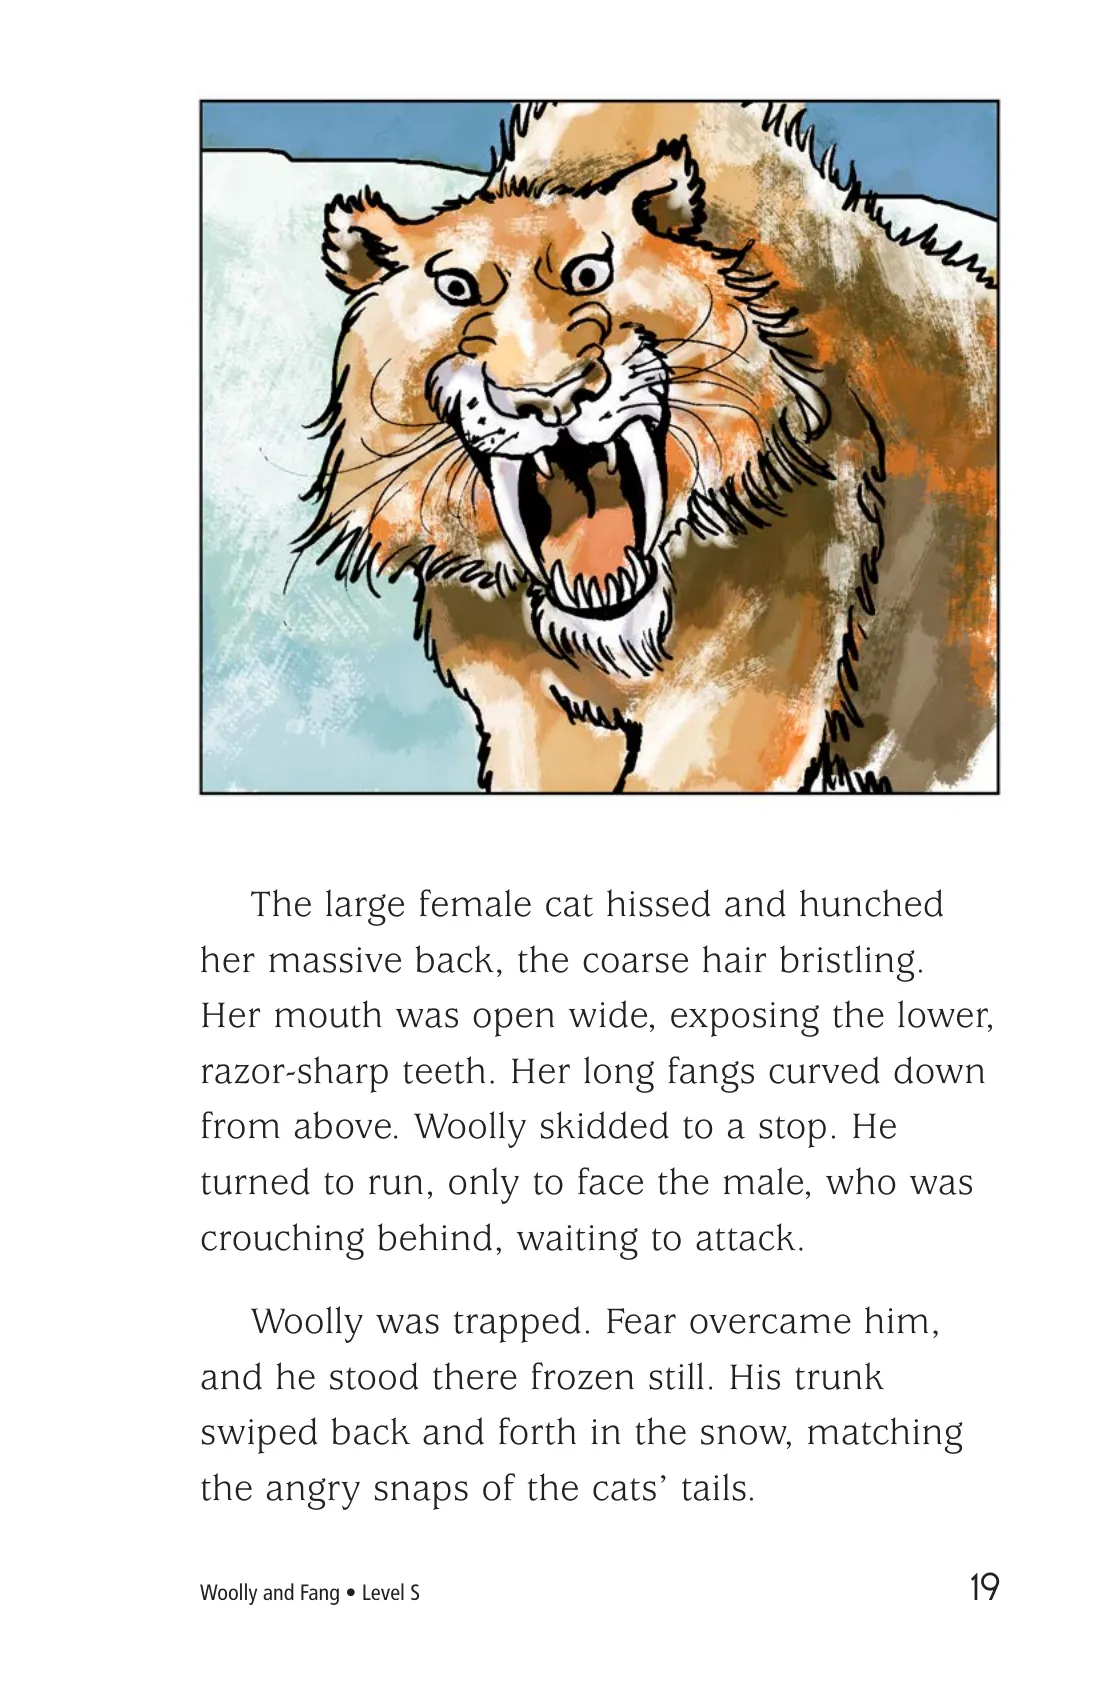 The large female cat hissed and hunched
her massive back, the coarse hair bristling.
Her mouth was open wide, exposing the lower,
razor-sharp teeth. Her long fangs curved down
from above. Woolly skidded to a stop. He
turned to run, only to face the male, who was
crouching behind, waiting to attack.
Woolly was trapped. Fear overcame him,
and he stood there frozen still. His trunk
swiped back and forth in the snow, matching
the angry snaps of the cats’ tails.
Woolly and Fang • Level S
19